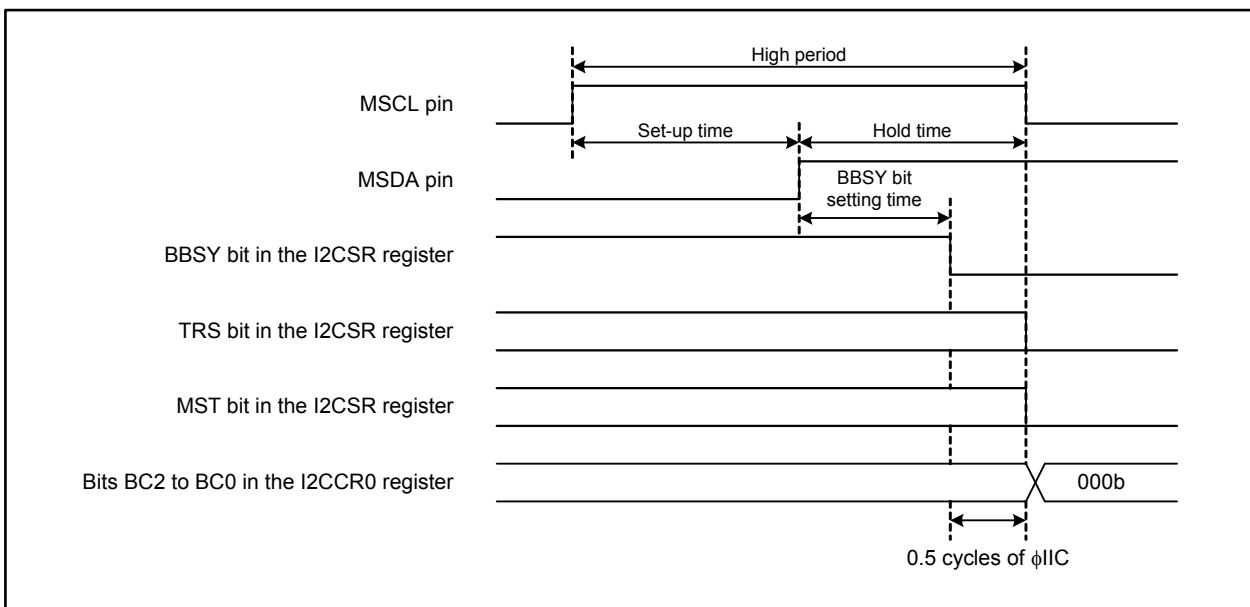 High period
MSCL pin
Set-up time
Hold time
MSDA pin
BBSY bit
setting time
BBSY bit in the I2CSR register
TRS bit in the I2CSR register
MST bit in the I2CSR register
Bits BC2 to BC0 in the I2CCR0 register
000b
0.5 cycles of ϕIIC